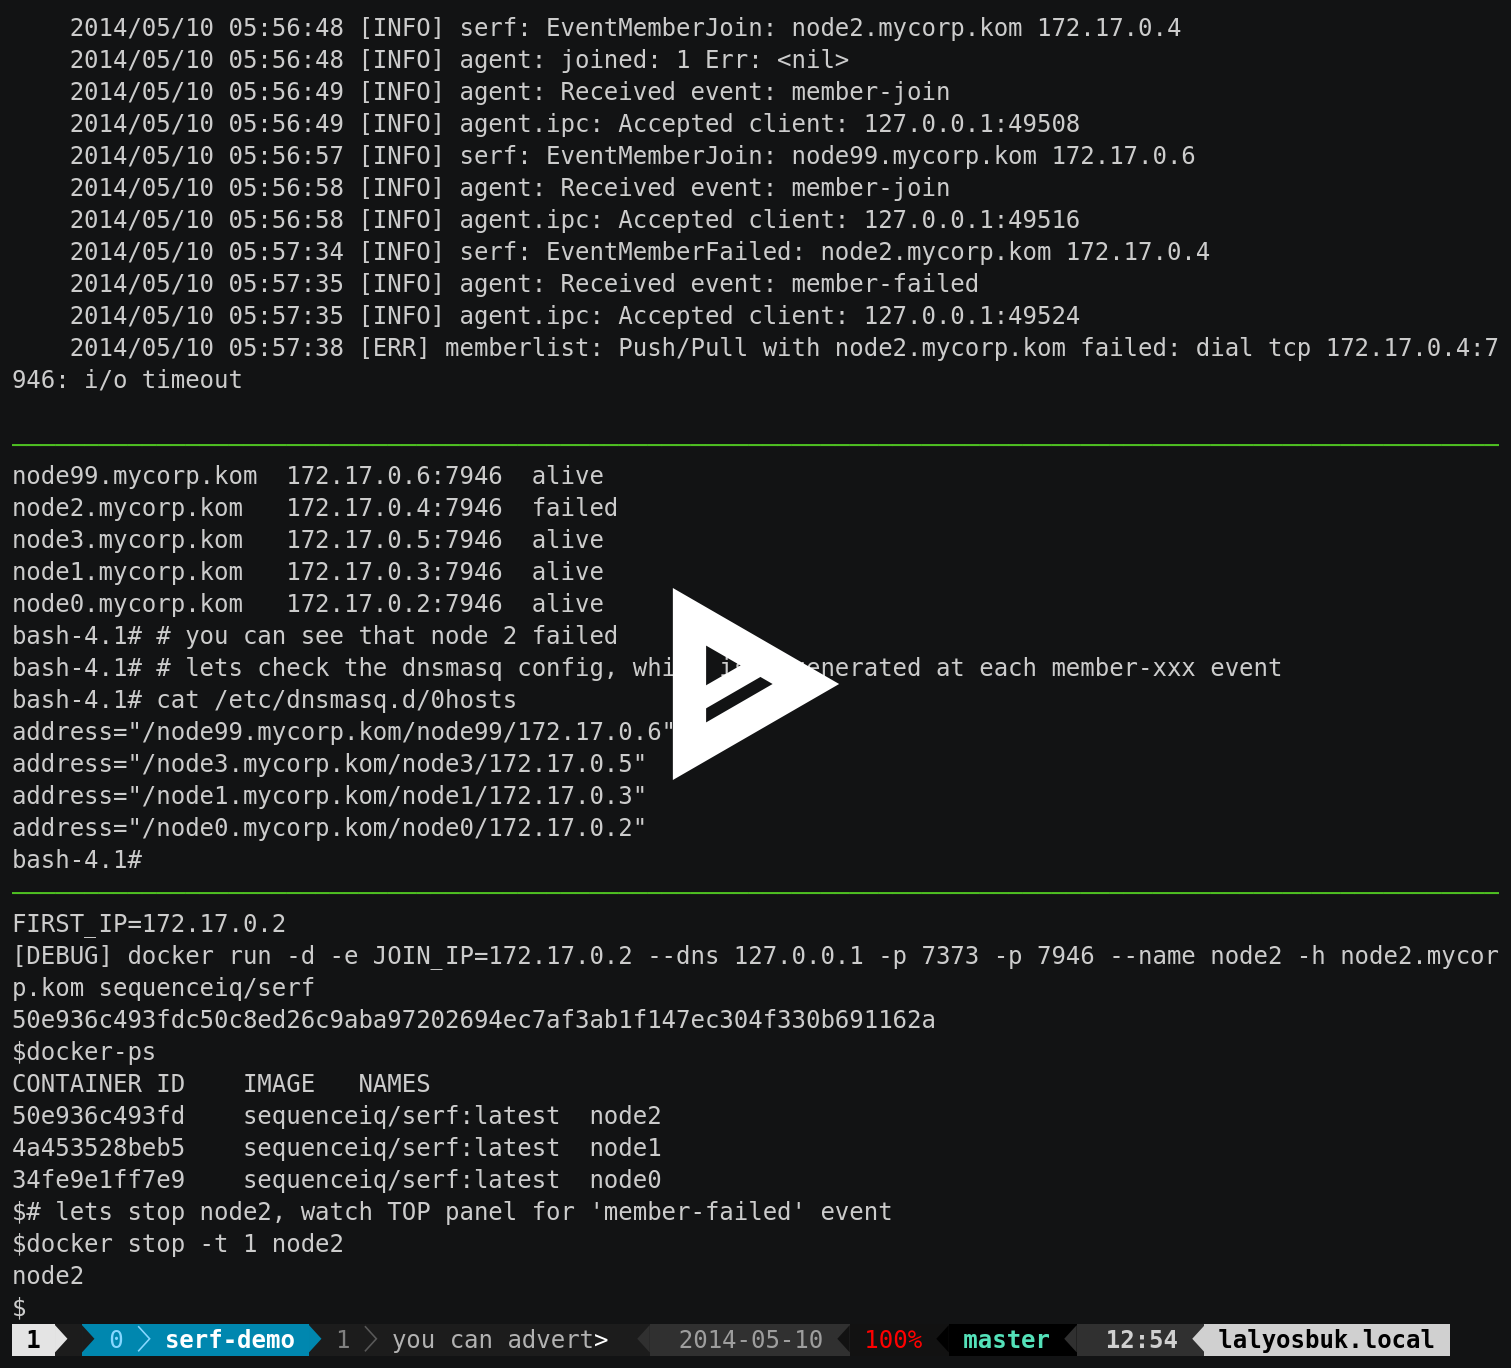 2014/05/10 05:56:48 [INFO] serf: EventMemberJoin: node2.mycorp.kom 172.17.0.4
2014/05/10 05:56:48 [INFO] agent: joined: 1 Err: <nil>
2014/05/10 05:56:49 [INFO] agent: Received event: member-join
2014/05/10 05:56:49 [INFO] agent.ipc: Accepted client: 127.0.0.1:49508
2014/05/10 05:56:57 [INFO] serf: EventMemberJoin: node99.mycorp.kom 172.17.0.6
2014/05/10 05:56:58 [INFO] agent: Received event: member-join
2014/05/10 05:56:58 [INFO] agent.ipc: Accepted client: 127.0.0.1:49516
2014/05/10 05:57:34 [INFO] serf: EventMemberFailed: node2.mycorp.kom 172.17.0.4
2014/05/10 05:57:35 [INFO] agent: Received event: member-failed
2014/05/10 05:57:35 [INFO] agent.ipc: Accepted client: 127.0.0.1:49524
2014/05/10 05:57:38 [ERR] memberlist: Push/Pull with node2.mycorp.kom failed: dial tcp 172.17.0.4:7
946: i/o timeout
node99.mycorp.kom  172.17.0.6:7946  alive
node2.mycorp.kom   172.17.0.4:7946  failed
node3.mycorp.kom   172.17.0.5:7946  alive
node1.mycorp.kom   172.17.0.3:7946  alive
node0.mycorp.kom   172.17.0.2:7946  alive
bash-4.1# # you can see that node 2 failed
bash-4.1# # lets check the dnsmasq config, at each member-xxx event
bash-4.1# cat /etc/dnsmasq.d/0hosts
address="/node99.mycorp.kom/node99/172.17.0.6"
address="/node3.mycorp.kom/node3/172.17.0.5"
address="/node1.mycorp.kom/node1/172.17.0.3"
address="/node0.mycorp.kom/node0/172.17.0.2"
bash-4.1#
FIRST_IP=172.17.0.2
[DEBUG] docker run -d -e JOIN_IP=172.17.0.2 --dns 127.0.0.1 -p 7373 -p 7946 --name node2 -h node2.mycor
p.kom sequenceiq/serf
50e936c493fdc50c8ed26c9aba97202694ec7af3ab1f147ec304f330b691162a
$docker-ps
CONTAINER ID    IMAGE   NAMES
50e936c493fd    sequenceiq/serf:latest  node2
4a453528beb5    sequenceiq/serf:latest  node1
34fe9e1ff7e9    sequenceiq/serf:latest  node0
$# lets stop node2, watch TOP panel for 'member-failed' event
$docker stop -t 1 node2
node2
$
1 0 serf-demo 1 you can advert> 2014-05-10 100% master 12:54 lalyosbuk.local